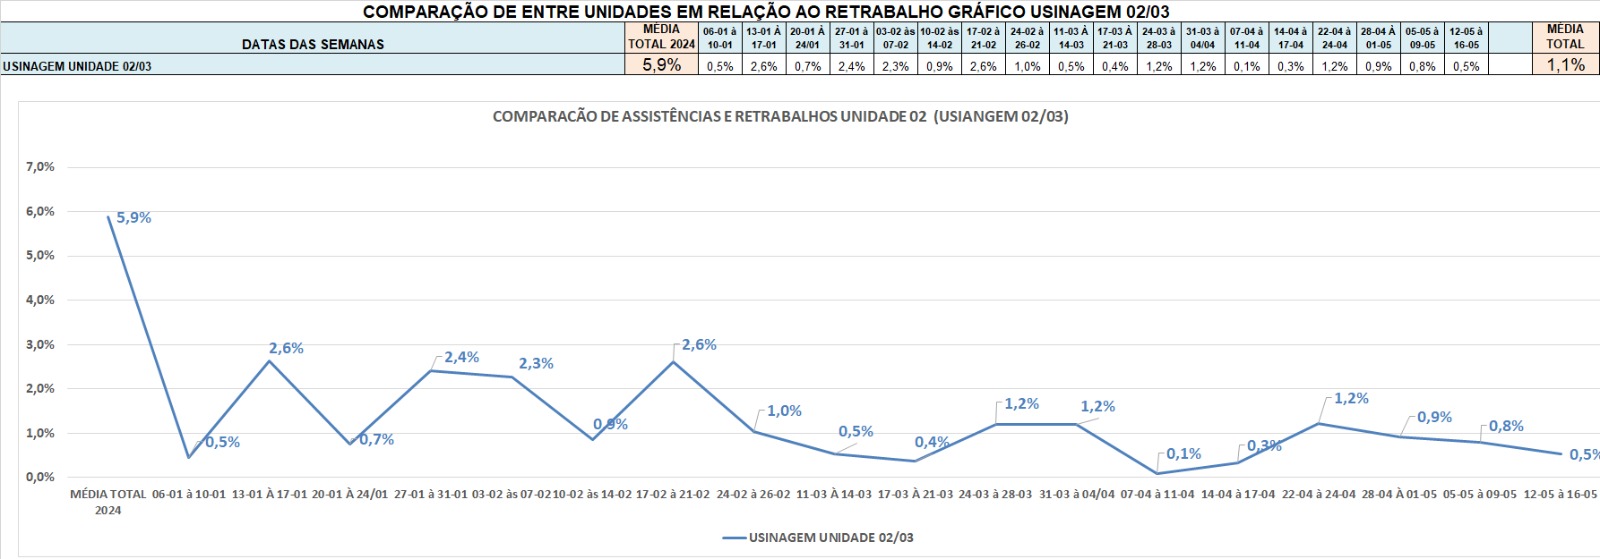 COMPARAÇÃO DE ENTRE UNIDADES EM RELAÇÃO AO RETRABALHO GRÁFICO USINAGEM 02/03
DATAS DAS SEMANAS MÉDIA TOTAL 2024 06-01 à 10-01 13-01 À 17-01 20-01 À 24/01 27-01 à 31-01 03-02 às 07-02 10-02 às 14-02 17-02 à 21-02 24-02 à 26-02 11-03 À 14-03 17-03 À 21-03 24-03 à 28-03 31-03 à 04/04 07-04 à 11-04 14-04 à 17-04 22-04 à 24-04 28-04 À 01-05 05-05 à 09-05 12-05 à 16-05 MÉDIA TOTAL
USINAGEM UNIDADE 02/03 5,9% 0,5% 2,6% 0,7% 2,4% 2,3% 0,9% 2,6% 1,0% 0,5% 0,4% 1,2% 1,2% 0,1% 0,3% 1,2% 0,9% 0,8% 0,5% 1,1%
COMPARACÃO DE ASSISTÊNCIAS E RETRABALHOS UNIDADE 02 (USIANGEM 02/03)
7,0%
6,0%
5,0%
4,0%
3,0%
2,0%
1,0%
0,0%
5,9% 0,5% 2,6% 0,7% 2,4% 2,3% 0,9% 2,6% 1,0% 0,5% 0,4% 1,2% 1,2% 0,1% 0,3% 1,2% 0,9% 0,8% 0,5%
MÉDIA TOTAL 2024 06-01 à 10-01 13-01 À 17-01 20-01 À 24/01 27-01 à 31-01 03-02 às 07-02 10-02 às 14-02 17-02 à 21-02 24-02 à 26-02 11-03 À 14-03 17-03 À 21-03 24-03 à 28-03 31-03 à 04/04 07-04 à 11-04 14-04 à 17-04 22-04 à 24-04 28-04 À 01-05 05-05 à 09-05 12-05 à 16-05
USINAGEM UNIDADE 02/03